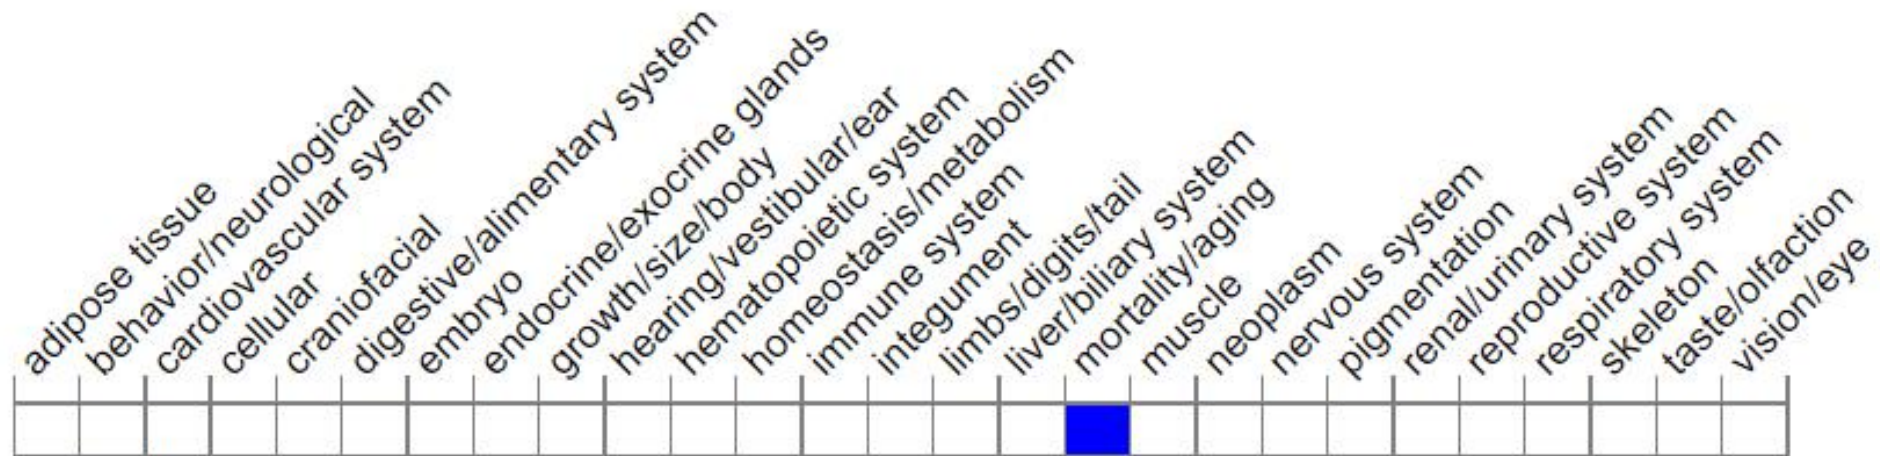 adipose tissue
behavior/neurological
cardiovascular system
cellular
craniofacial
digestive/alimentary system
embryo
endocrine/exocrine glands
growth/size/body
hearing/vestibular/ear
hematopoietic system
homeostasis/metabolism
immune system
integument
limbs/digits/tail
liver/biliary system
mortality/aging
muscle
neoplasm
nervous system
pigmentation
renal/urinary system
reproductive system
respiratory system
skeleton
taste/olfaction
vision/eye